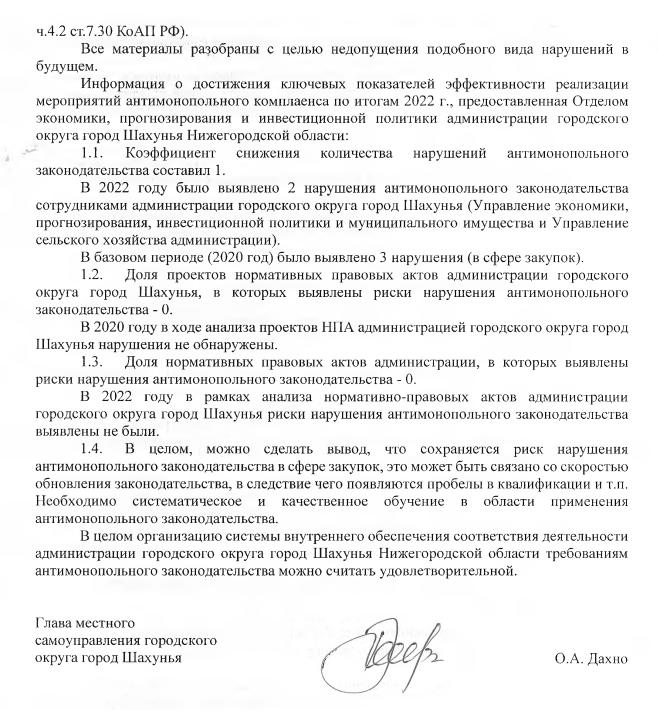 ч.4.2 ст.7.30 КоАП РФ).
Все материалы разобраны с целью недопущения подобного вида нарушений в
будущем.
Информация о достижения ключевых показателей эффективности реализации
мероприятий антимонопольного комплаенса по итогам 2022 г., предоставленная Отделом
экономики, прогнозирования и инвестиционной политики администрации городского
округа город Шахунья Нижегородской области:
1.1. Коэффициент снижения количества нарушений антимонопольного
законодательства составил 1.
В 2022 году было выявлено 2 нарушения антимонопольного законодательства
сотрудниками администрации городского округа город Шахунья (Управление экономики,
прогнозирования, инвестиционной политики и муниципального имущества и Управление
сельского хозяйства администрации).
В базовом периоде (2020 год) было выявлено 3 нарушения (в сфере закупок).
1.2. Доля проектов нормативных правовых актов администрации городского
округа город Шахунья, в которых выявлены риски нарушения антимонопольного
законодательства - 0.
В 2020 году в ходе анализа проектов НПА администрацией городского округа город
Шахунья нарушения не обнаружены.
1.3. Доля нормативных правовых актов администрации, в которых выявлены
риски нарушения антимонопольного законодательства - 0.
В 2022 году в рамках анализа нормативно-правовых актов администрации
городского округа город Шахунья риски нарушения антимонопольного законодательства
выявлены не были.
1.4. В целом, можно сделать вывод, что сохраняется риск нарушения
антимонопольного законодательства в сфере закупок, это может быть связано со скоростью
обновления законодательства, в следствие чего появляются пробелы в квалификации и т.п.
Необходимо систематическое и качественное обучение в области применения
антимонопольного законодательства.
В целом организацию системы внутреннего обеспечения соответствия деятельности
администрации городского округа город Шахунья Нижегородской области требованиям
антимонопольного законодательства можно считать удовлетворительной.
Глава местного
самоуправления городского
округа город Шахунья
О.А. Дахно